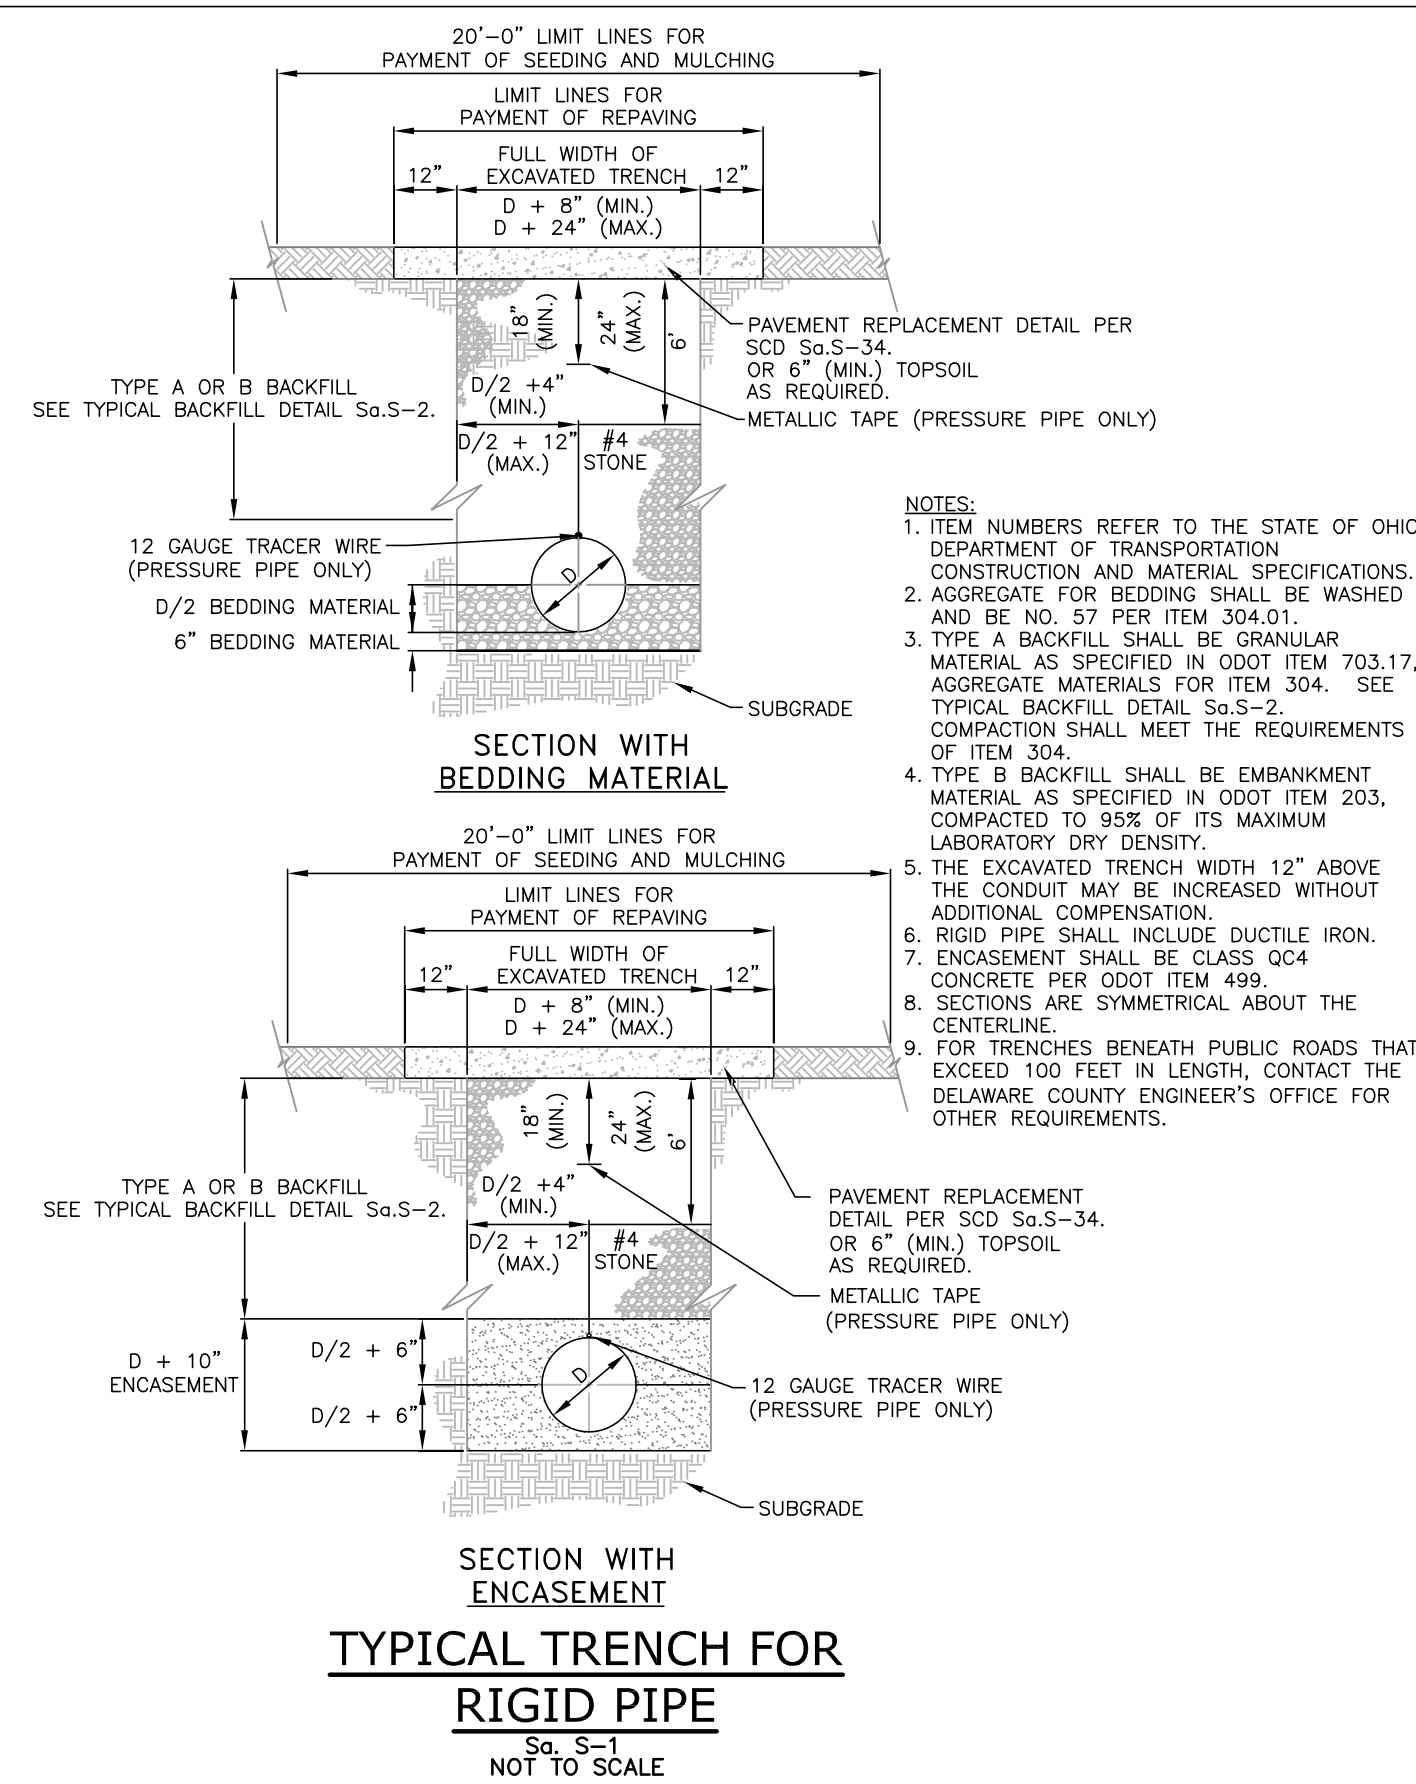 20'-0" LIMIT LINES FOR
PAYMENT OF SEEDING AND MULCHING
LIMIT LINES FOR
PAYMENT OF REPAVING
12"
FULL WIDTH OF
EXCAVATED TRENCH
12"
D + 8" (MIN.)
D + 24" (MAX.)
18"
(MIN.)
24"
(MAX.)
6'
PAVEMENT REPLACEMENT DETAIL PER
SCD Sa.S-34.
OR 6" (MIN.) TOPSOIL
AS REQUIRED.
TYPE A OR B BACKFILL
SEE TYPICAL BACKFILL DETAIL Sa.S-2.
D/2 +4"
(MIN.)
METALLIC TAPE (PRESSURE PIPE ONLY)
D/2 + 12"
(MAX.)
#4
STONE
12 GAUGE TRACER WIRE
(PRESSURE PIPE ONLY)
D
D/2 BEDDING MATERIAL
6" BEDDING MATERIAL
SUBGRADE
SECTION WITH
BEDDING MATERIAL
NOTES:
1. ITEM NUMBERS REFER TO THE STATE OF OHIO
DEPARTMENT OF TRANSPORTATION
CONSTRUCTION AND MATERIAL SPECIFICATIONS.
2. AGGREGATE FOR BEDDING SHALL BE WASHED
AND BE NO. 57 PER ITEM 304.01.
3. TYPE A BACKFILL SHALL BE GRANULAR
MATERIAL AS SPECIFIED IN ODOT ITEM 703.17,
AGGREGATE MATERIALS FOR ITEM 304. SEE
TYPICAL BACKFILL DETAIL Sa.S-2.
COMPACTION SHALL MEET THE REQUIREMENTS
OF ITEM 304.
4. TYPE B BACKFILL SHALL BE EMBANKMENT
MATERIAL AS SPECIFIED IN ODOT ITEM 203,
COMPACTED TO 95% OF ITS MAXIMUM
LABORATORY DRY DENSITY.
5. THE EXCAVATED TRENCH WIDTH 12" ABOVE
THE CONDUIT MAY BE INCREASED WITHOUT
ADDITIONAL COMPENSATION.
6. RIGID PIPE SHALL INCLUDE DUCTILE IRON.
7. ENCASEMENT SHALL BE CLASS QC4
CONCRETE PER ODOT ITEM 499.
8. SECTIONS ARE SYMMETRICAL ABOUT THE
CENTERLINE.
9. FOR TRENCHES BENEATH PUBLIC ROADS THAT
EXCEED 100 FEET IN LENGTH, CONTACT THE
DELAWARE COUNTY ENGINEER'S OFFICE FOR
OTHER REQUIREMENTS.
20'-0" LIMIT LINES FOR
PAYMENT OF SEEDING AND MULCHING
LIMIT LINES FOR
PAYMENT OF REPAVING
12"
FULL WIDTH OF
EXCAVATED TRENCH
12"
D + 8" (MIN.)
D + 24" (MAX.)
18"
(MIN.)
24"
(MAX.)
6'
TYPE A OR B BACKFILL
SEE TYPICAL BACKFILL DETAIL Sa.S-2.
D/2 +4"
(MIN.)
PAVEMENT REPLACEMENT
DETAIL PER SCD Sa.S-34.
OR 6" (MIN.) TOPSOIL
AS REQUIRED.
D/2 + 12"
(MAX.)
#4
STONE
METALLIC TAPE
(PRESSURE PIPE ONLY)
D + 10"
ENCASEMENT
D/2 + 6"
D/2 + 6"
D
12 GAUGE TRACER WIRE
(PRESSURE PIPE ONLY)
SUBGRADE
SECTION WITH
ENCASEMENT
TYPICAL TRENCH FOR
RIGID PIPE
Sa. S-1
NOT TO SCALE